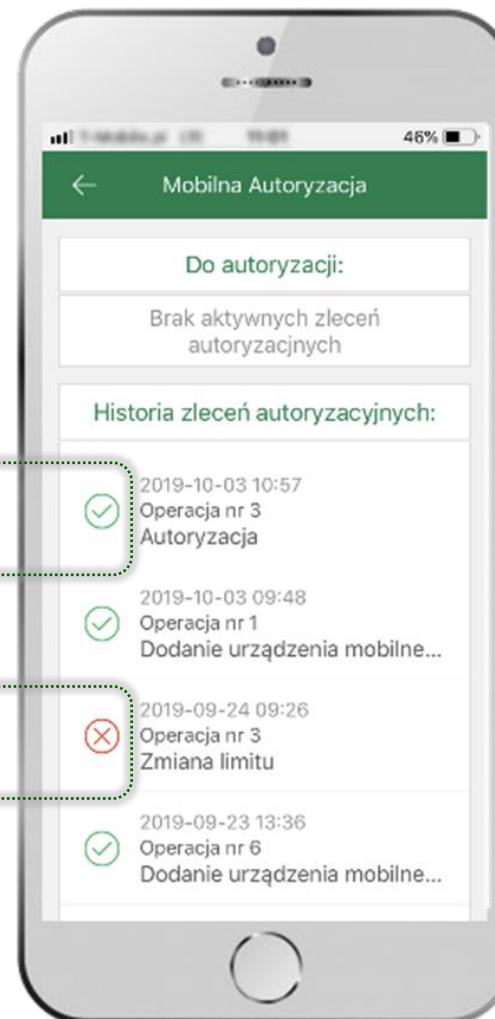 46%
Mobilna Autoryzacja
Do autoryzacji:
Brak aktywnych zleceń
autoryzacjnych
Historia zleceń autoryzacyjnych:
2019-10-03 10:57
Operacja nr 3
Autoryzacja
2019-10-03 09:48
Operacja nr 1
Dodanie urządzenia mobilne...
2019-09-24 09:26
Operacja nr 3
Zmiana limitu
2019-09-23 13:36
Operacja nr 6
Dodanie urządzenia mobilne...